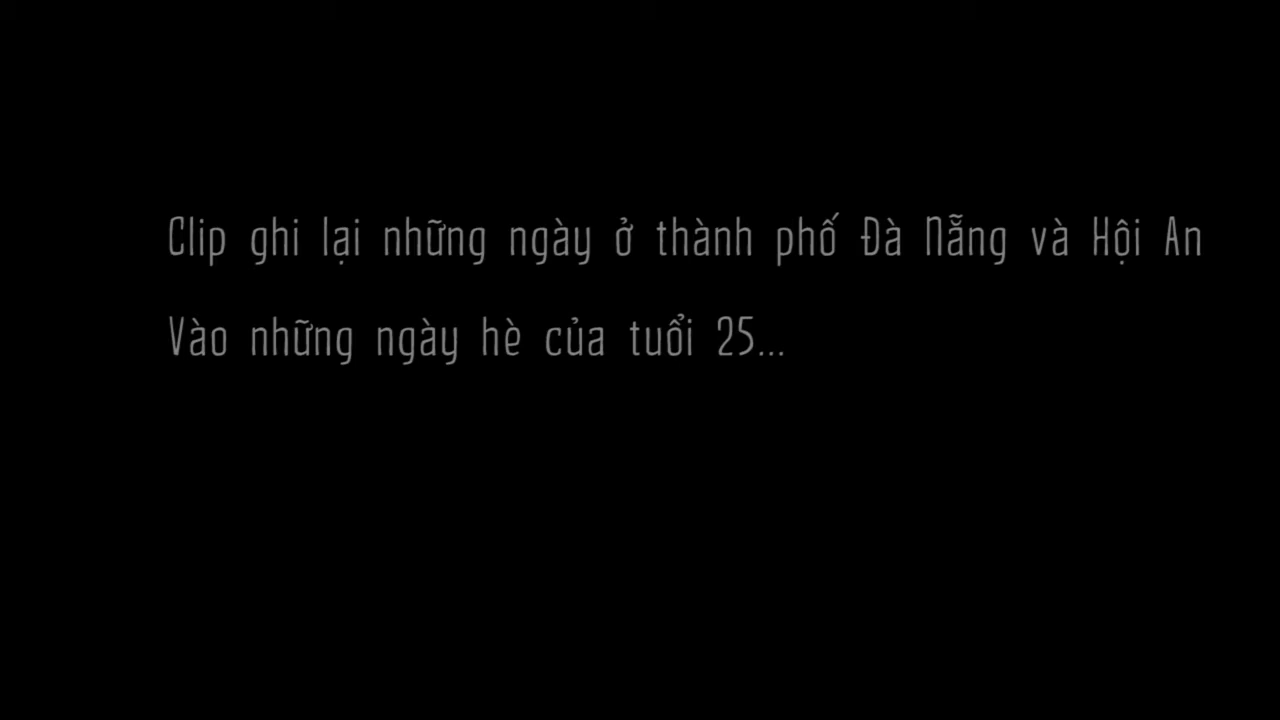 Clip ghi lại những ngày ở thành phố Đà Nẵng và Hội An
Vào những ngày hè của tuổi 25...